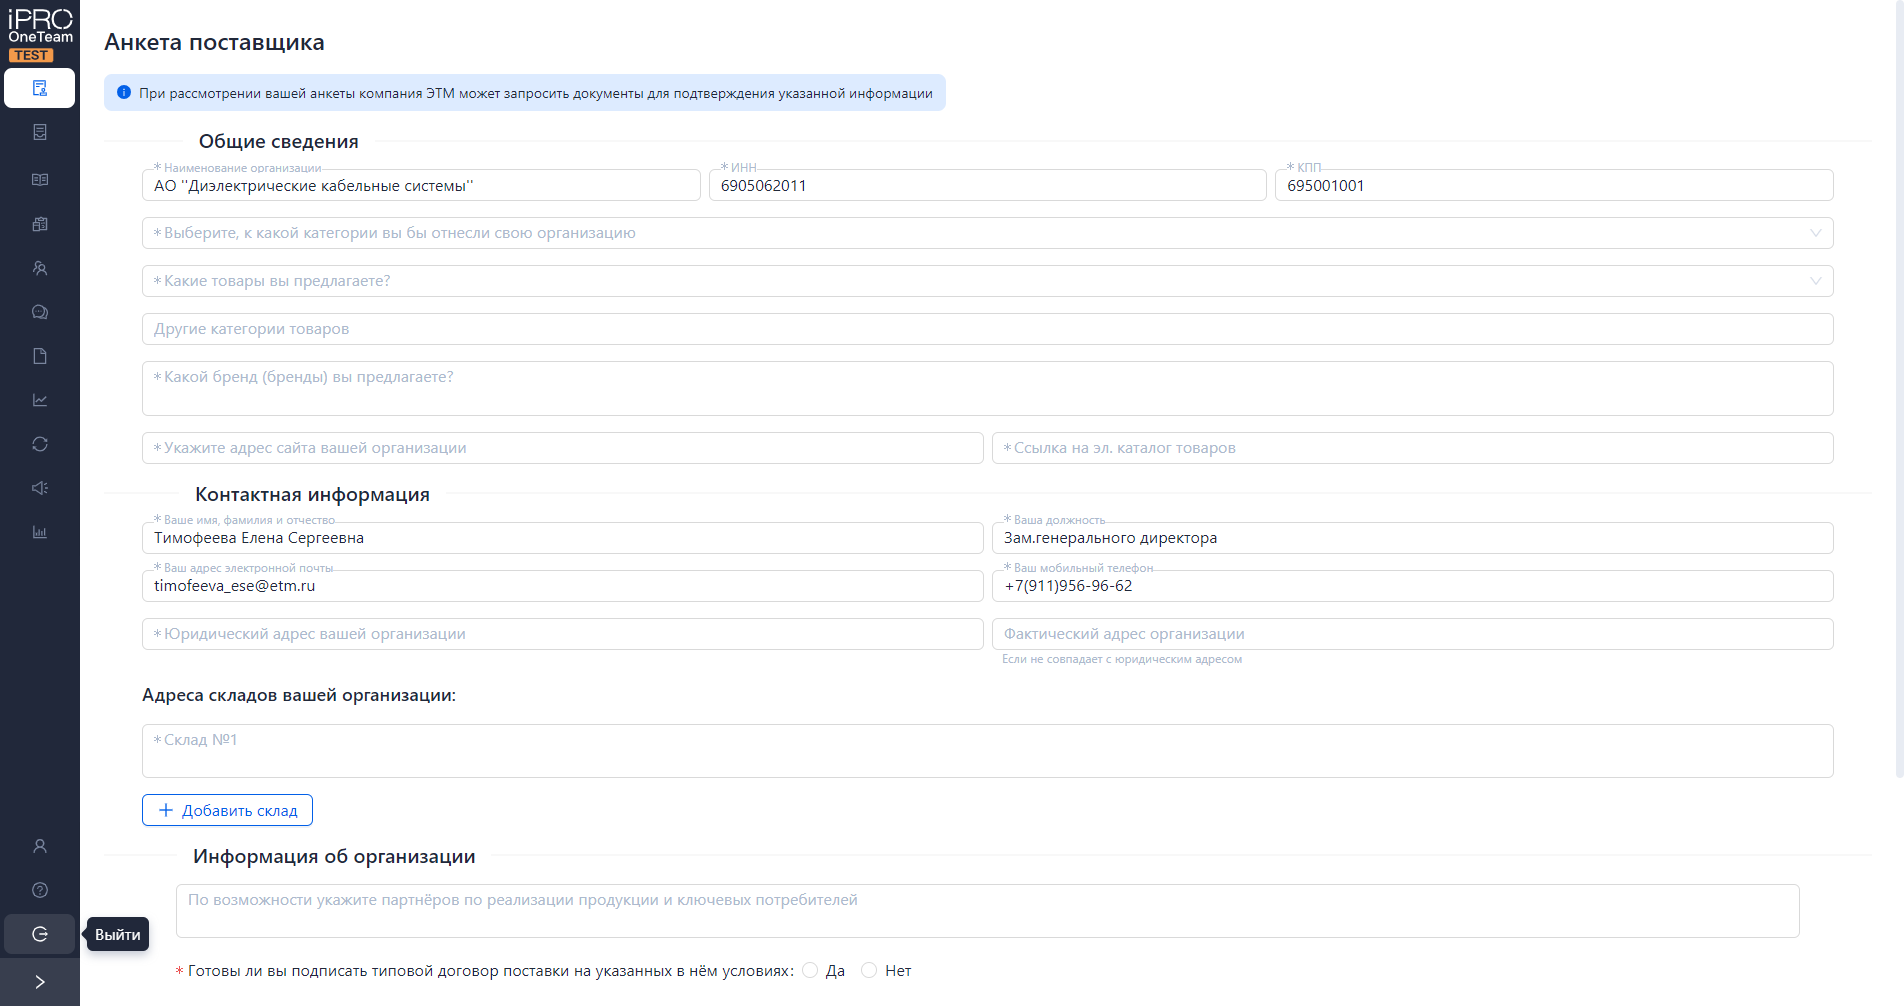 iPRO
OneTeam
TEST
Анкета поставщика
При рассмотрении вашей анкеты компания ЭТМ может запросить документы для подтверждения указанной информации
Общие сведения
* Наименование организации
АО ''Диэлектрические кабельные системы''
* ИНН
6905062011
* КПП
695001001
* Выберите, к какой категории вы бы отнесли свою организацию
* Какие товары вы предлагаете?
Другие категории товаров
* Какой бренд (бренды) вы предлагаете?
* Укажите адрес сайта вашей организации
* Ссылка на эл. каталог товаров
Контактная информация
* Ваше имя, фамилия и отчество
Тимофеева Елена Сергеевна
* Ваша должность
Зам.генерального директора
* Ваш адрес электронной почты
timofeeva_ese@etm.ru
* Ваш мобильный телефон
+7(911)956-96-62
* Юридический адрес вашей организации
Фактический адрес организации
Если не совпадает с юридическим адресом
Адреса складов вашей организации:
* Склад №1
+ Добавить склад
Информация об организации
По возможности укажите партнёров по реализации продукции и ключевых потребителей
Выйти
* Готовы ли вы подписать типовой договор поставки на указанных в нём условиях: Да Нет